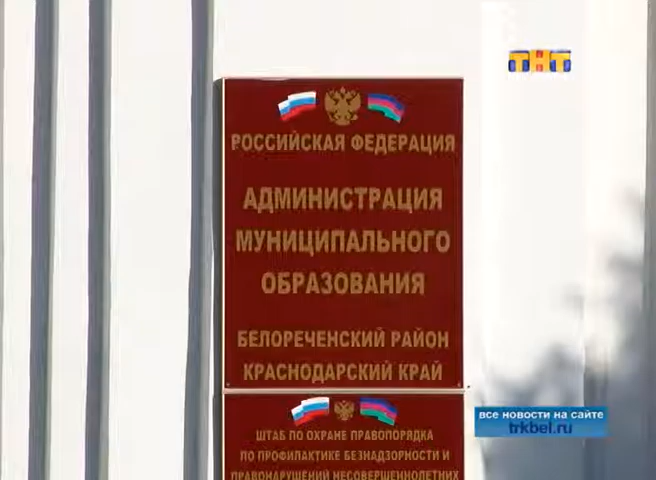 ТНТ
РОССИЙСКАЯ ФЕДЕРАЦИЯ
АДМИНИСТРАЦИЯ
МУНИЦИПАЛЬНОГО
ОБРАЗОВАНИЯ
БЕЛОРЕЧЕНСКИЙ РАЙОН
КРАСНОДАРСКИЙ КРАЙ
ШТАБ ПО ОХРАНЕ ПРАВОПОРЯДКА
ПО ПРОФИЛАКТИКЕ БЕЗНАДЗОРНОСТИ И
ПРАВОНАРУШЕНИЙ НЕСОВЕРШЕННОЛЕТНИХ
все новости на сайте
trkbel.ru